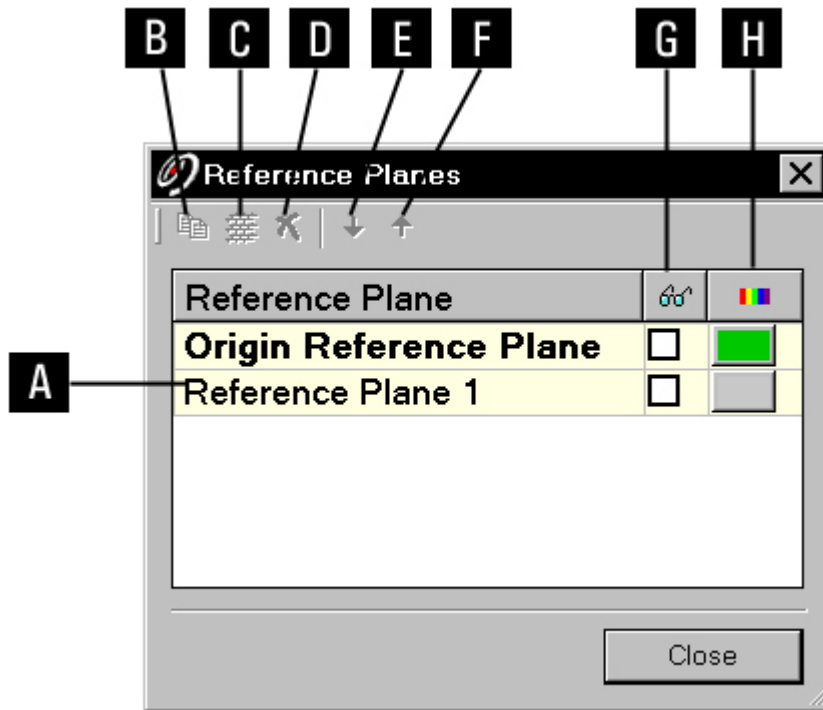 B C D E F G H
Reference Planes
Reference Plane
Origin Reference Plane
A
Reference Plane 1
Close